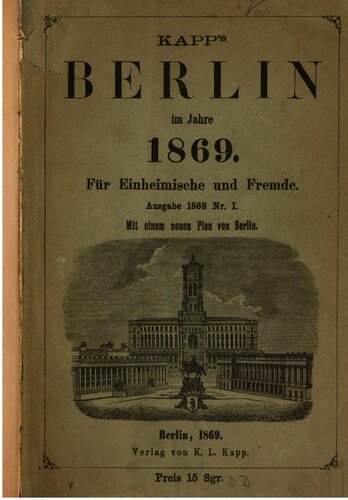 KAPP's
BERLIN
im Jahre
1869.
Für Einheimische und Fremde.
Ausgabe 1869 Nr. I.
Mit einem neuen Plan von Berlin.
Berlin, 1869.
Verlag von K. L. Kapp.
Preis 15 Sgr.